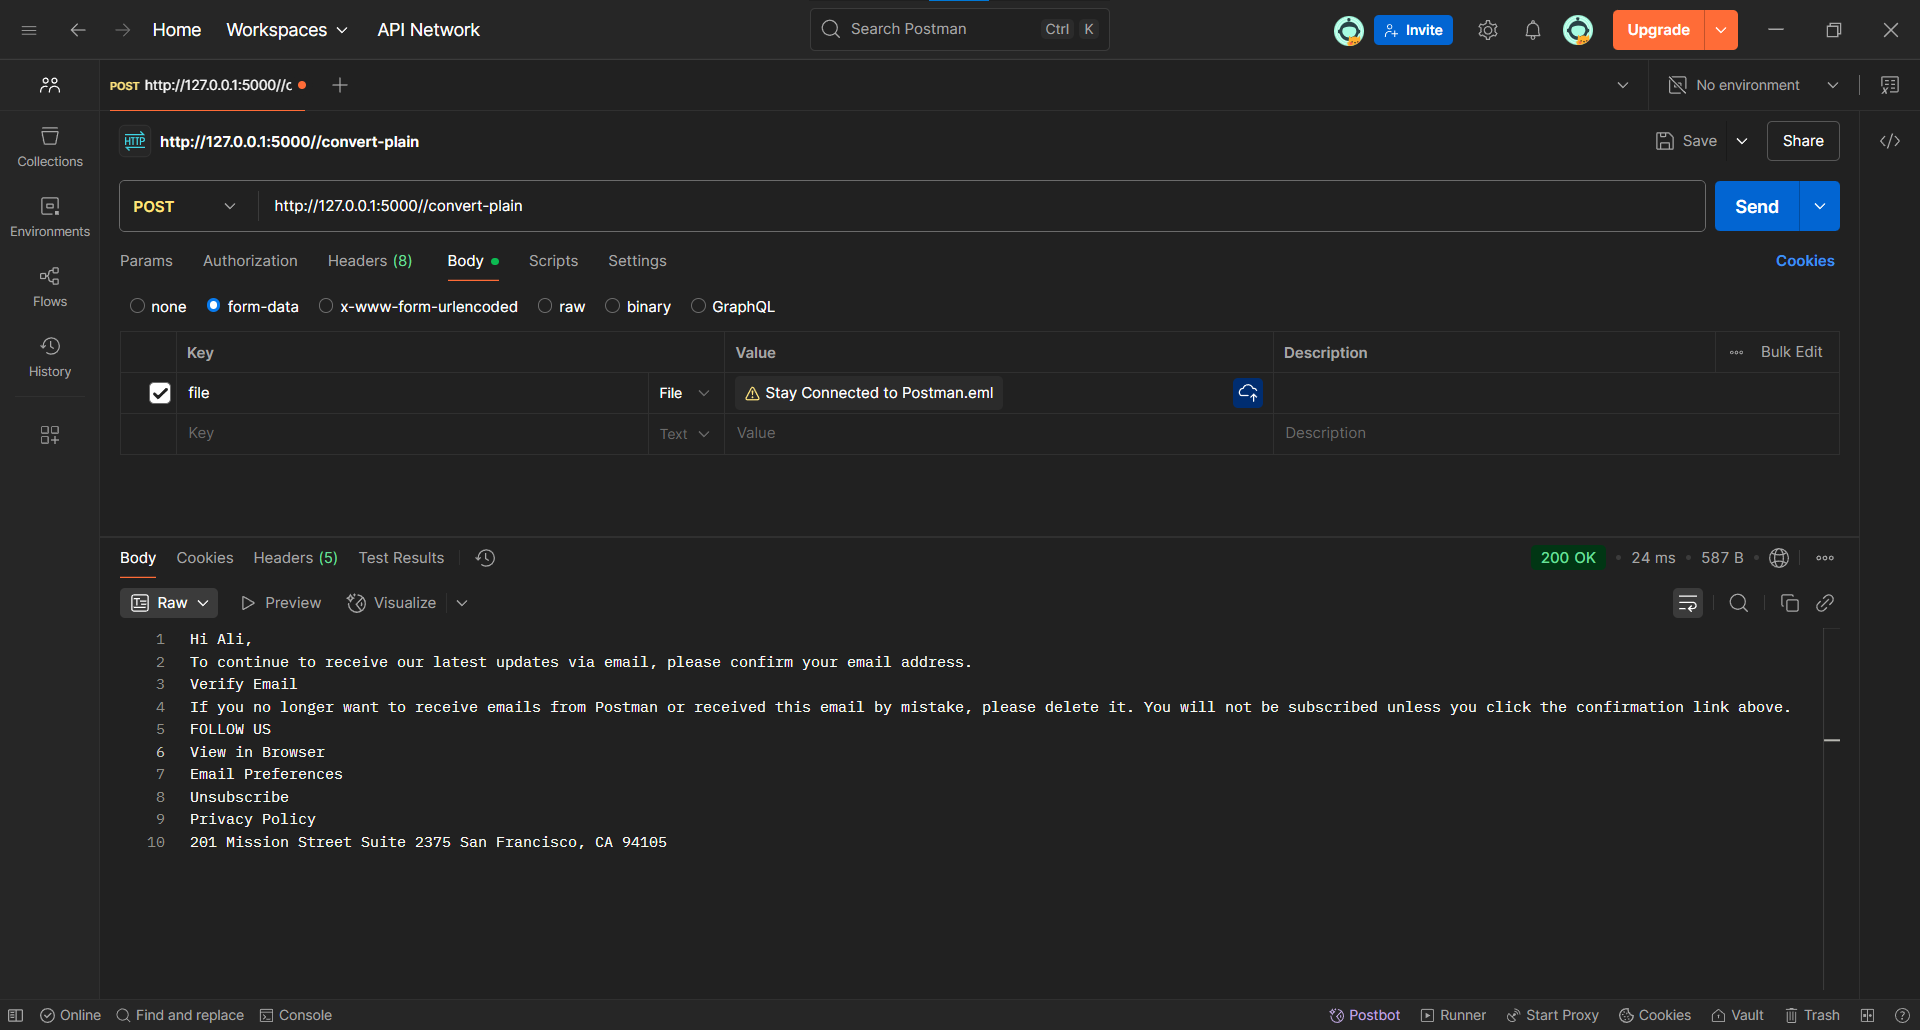 Home Workspaces API Network Search Postman Ctrl K Invite Upgrade
POST http://127.0.0.1:5000//c No environment
HTTP http://127.0.0.1:5000//convert-plain Save Share
Collections
Environments
Flows
History
POST http://127.0.0.1:5000//convert-plain Send
Params Authorization Headers (8) Body Scripts Settings Cookies
none form-data x-www-form-urlencoded raw binary GraphQL
Key Value Description Bulk Edit
file File Stay Connected to Postman.eml
Key Text Value Description
Body Cookies Headers (5) Test Results 200 OK 24 ms 587 B
Raw Preview Visualize
1 Hi Ali,
2 To continue to receive our latest updates via email, please confirm your email address.
3 Verify Email
4 If you no longer want to receive emails from Postman or received this email by mistake, please delete it. You will not be subscribed unless you click the confirmation link above.
5 FOLLOW US
6 View in Browser
7 Email Preferences
8 Unsubscribe
9 Privacy Policy
10 201 Mission Street Suite 2375 San Francisco, CA 94105
Online Find and replace Console Postbot Runner Start Proxy Cookies Vault Trash